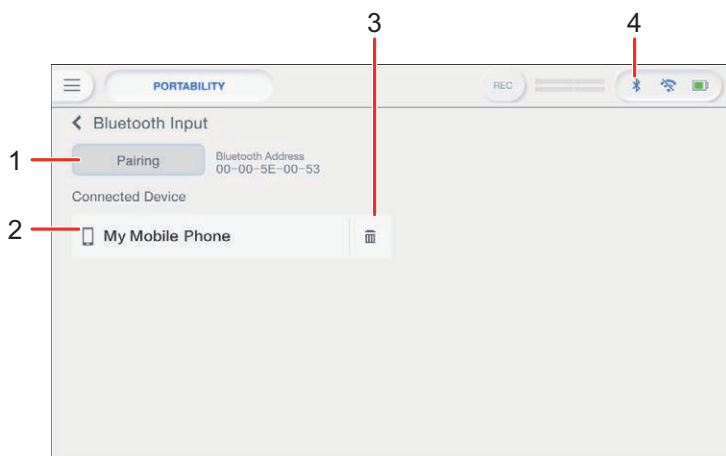 3 4
PORTABILITY REC
Bluetooth Input
1 Pairing Bluetooth Address
00-00-5E-00-53
Connected Device
2 My Mobile Phone